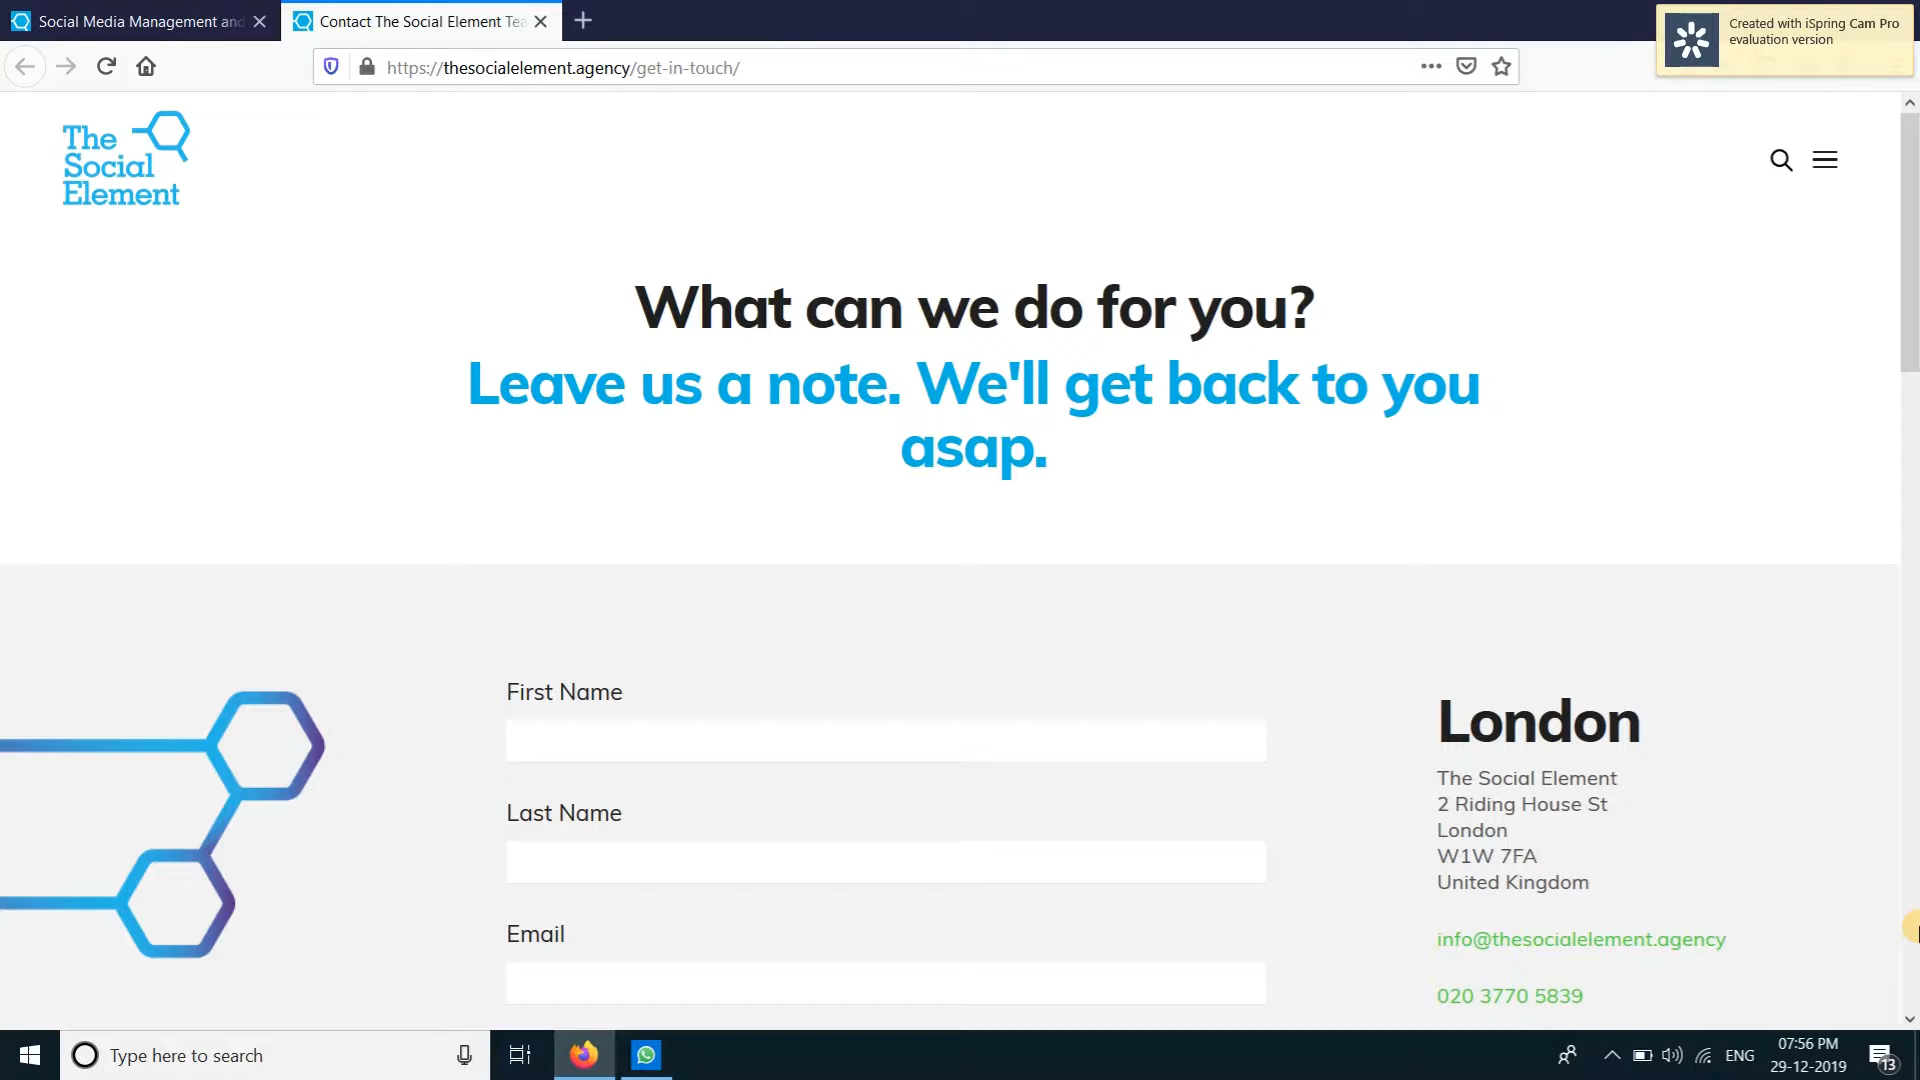 Social Media Management and
Contact The Social Element Tea
Created with iSpring Cam Pro
evaluation version
https://thesocialelement.agency/get-in-touch/
The
Social
Element
What can we do for you?
Leave us a note. We'll get back to you
asap.
First Name
Last Name
Email
London
The Social Element
2 Riding House St
London
W1W 7FA
United Kingdom
info@thesocialelement.agency
020 3770 5839
Type here to search
ENG
07:56 PM
29-12-2019
13